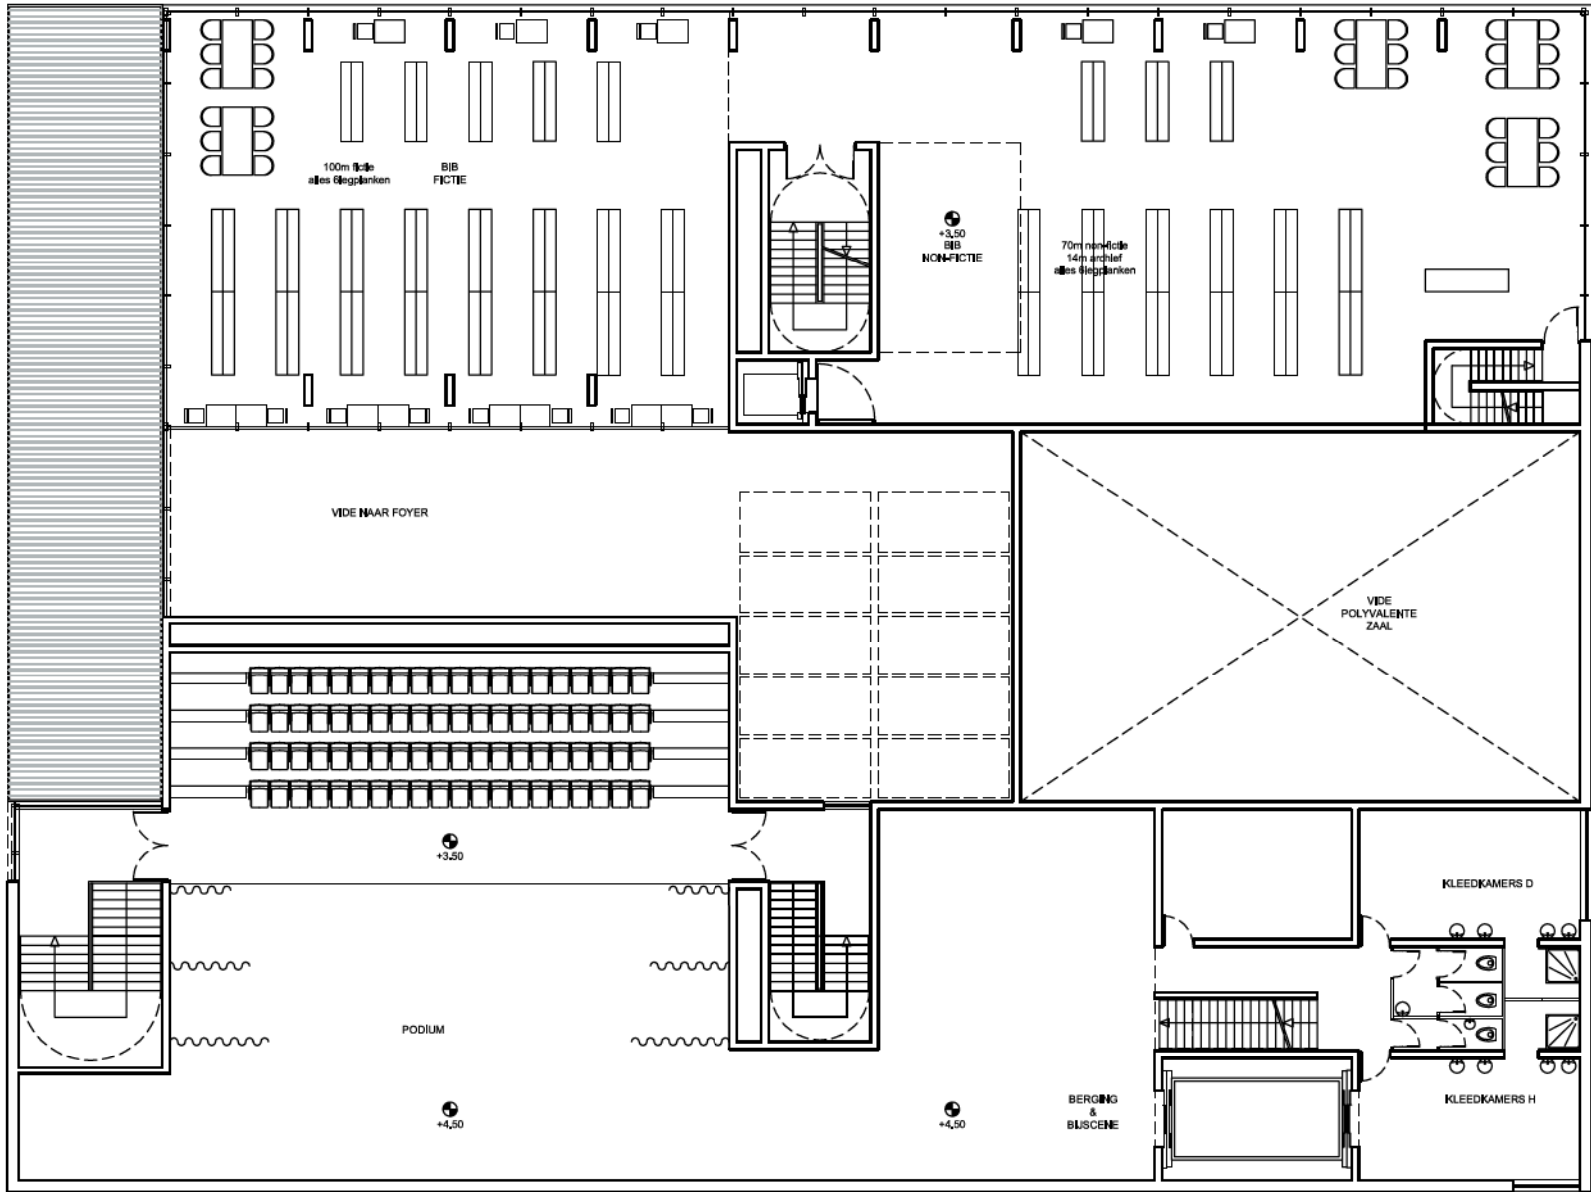 100m fictie
alles 6legplanken
BIB
FICTIE
+3.50
BIB
NON-FICTIE
70m non-fictie
14m archief
alles 6legplanken
VIDE NAAR FOYER
VIDE
POLYVALENTE
ZAAL
+3.50
KLEEDKAMERS D
PODIUM
BERGING
&
BIJSCENE
KLEEDKAMERS H
+4.50
+4.50